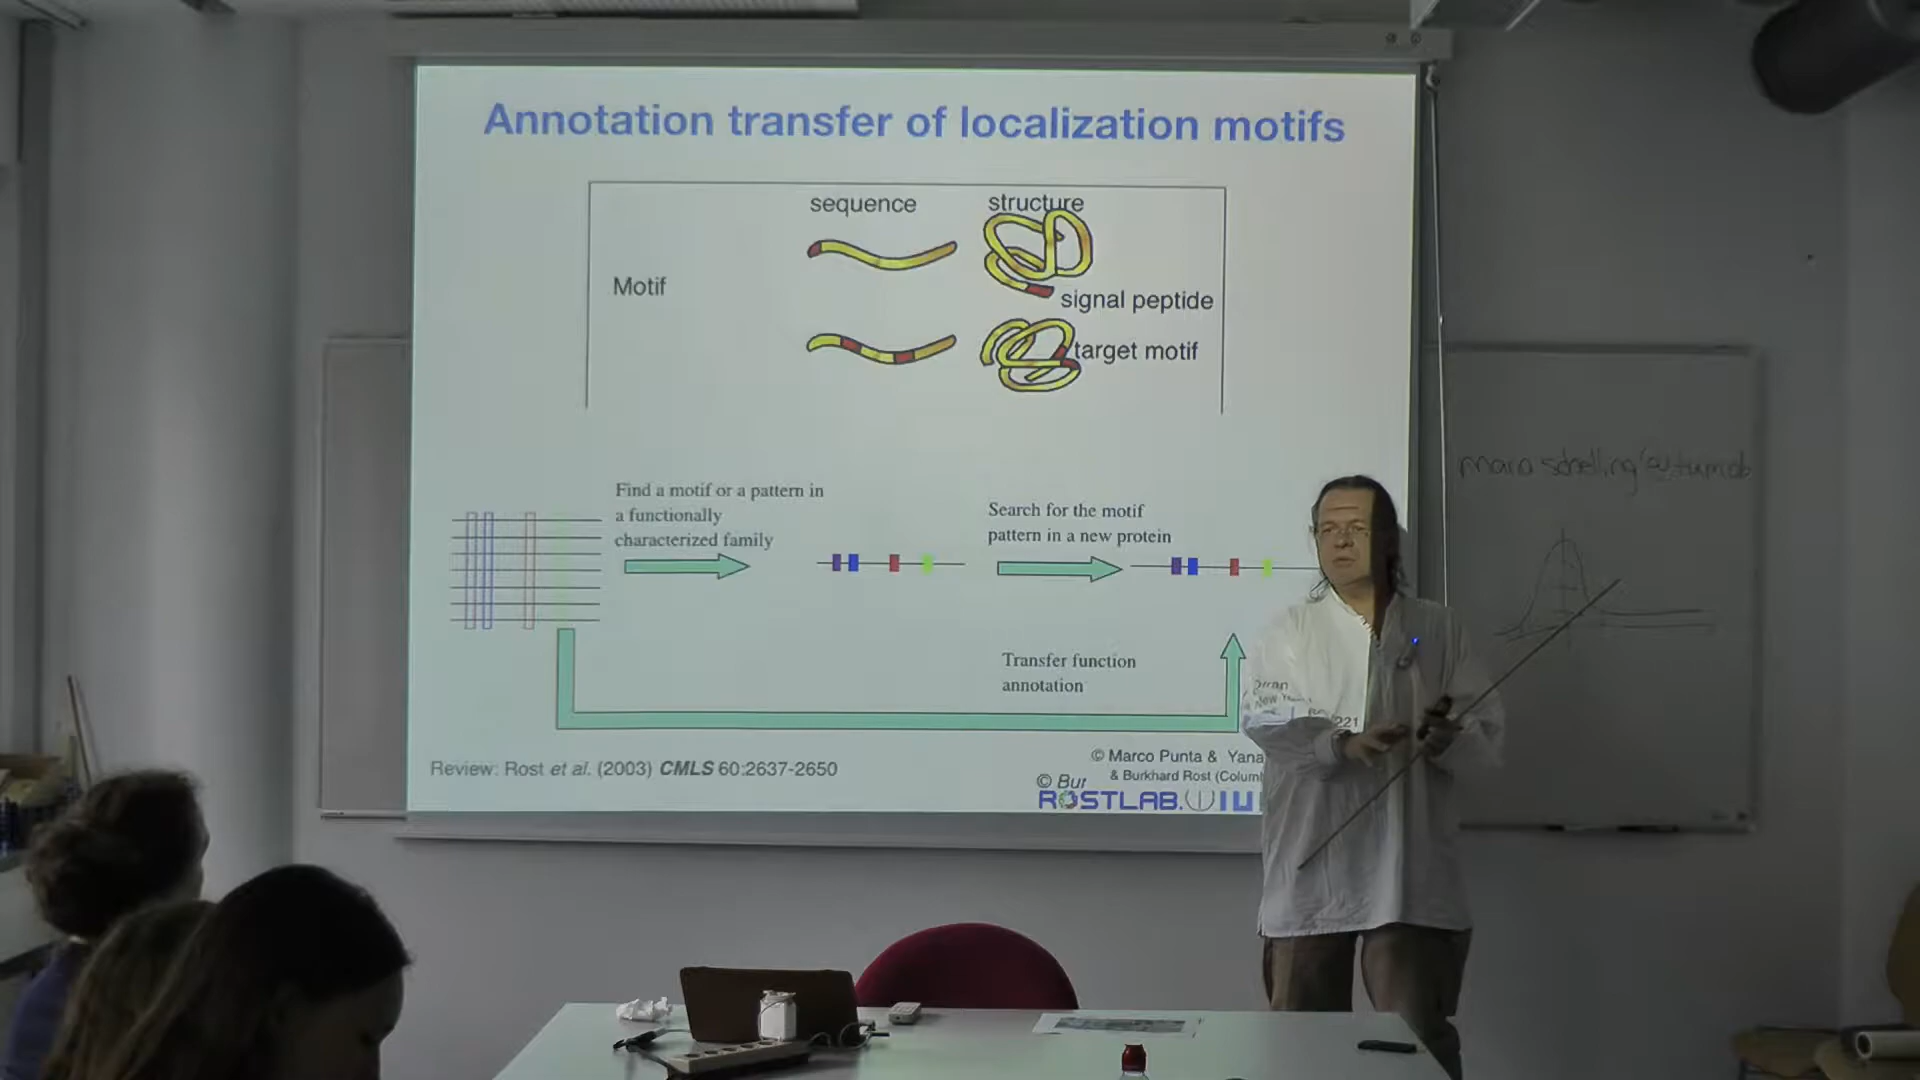 Annotation transfer of localization motifs
sequence structure
Motif
signal peptide
target motif
Find a motif or a pattern in
a functionally
characterized family
Search for the motif
pattern in a new protein
Transfer function
annotation
221
Review: Rost et al. (2003) CMLS 60:2637-2650
© Marco Punta & Yana
& Burkhard Rost (Colum
© Bur
ROSTLAB.